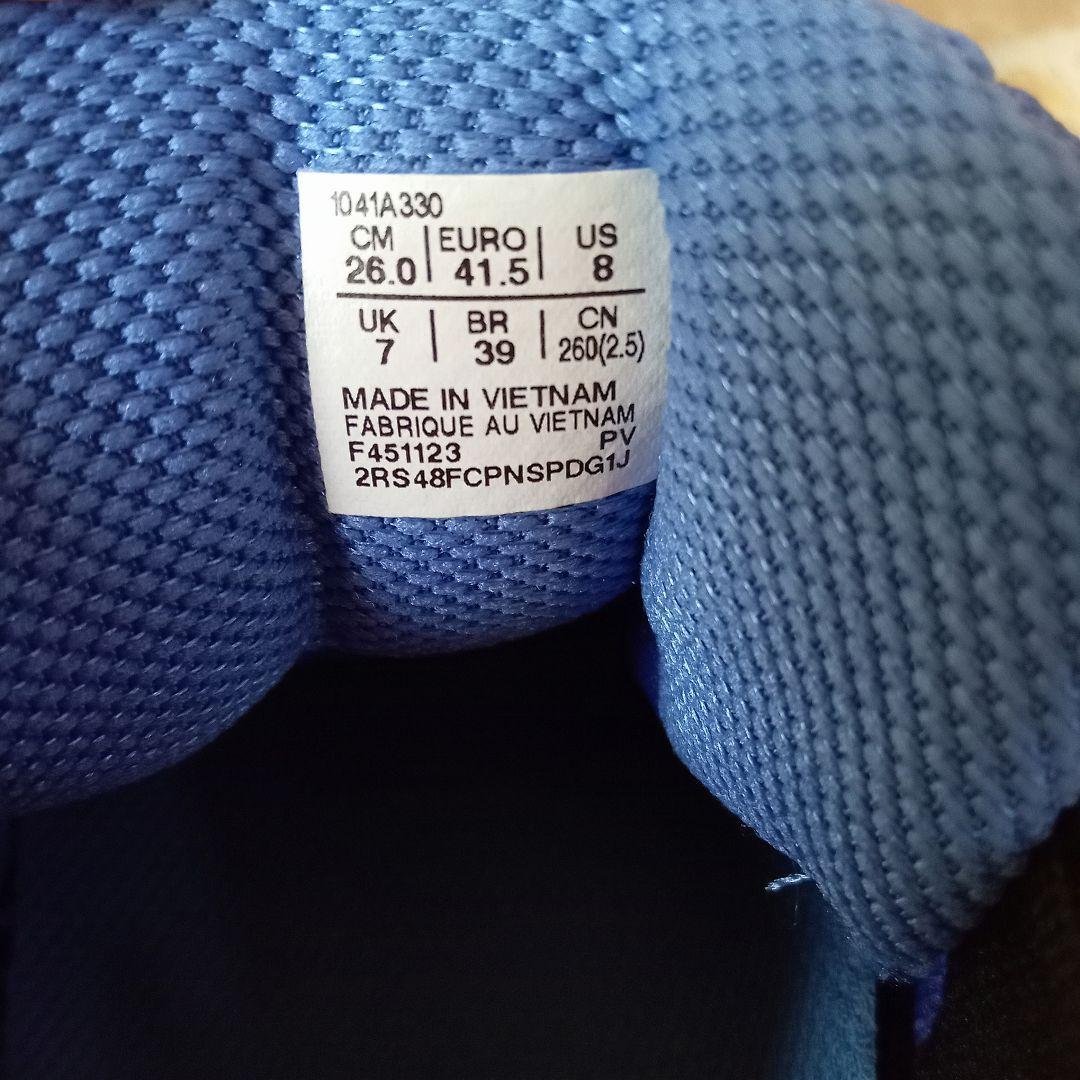 1041A330
CM | EURO | US
26.0 | 41.5 | 8
UK | BR | CN
7 | 39 | 260(2.5)
MADE IN VIETNAM
FABRIQUE AU VIETNAM
F451123 PV
2RS48FCPNSPDG1J